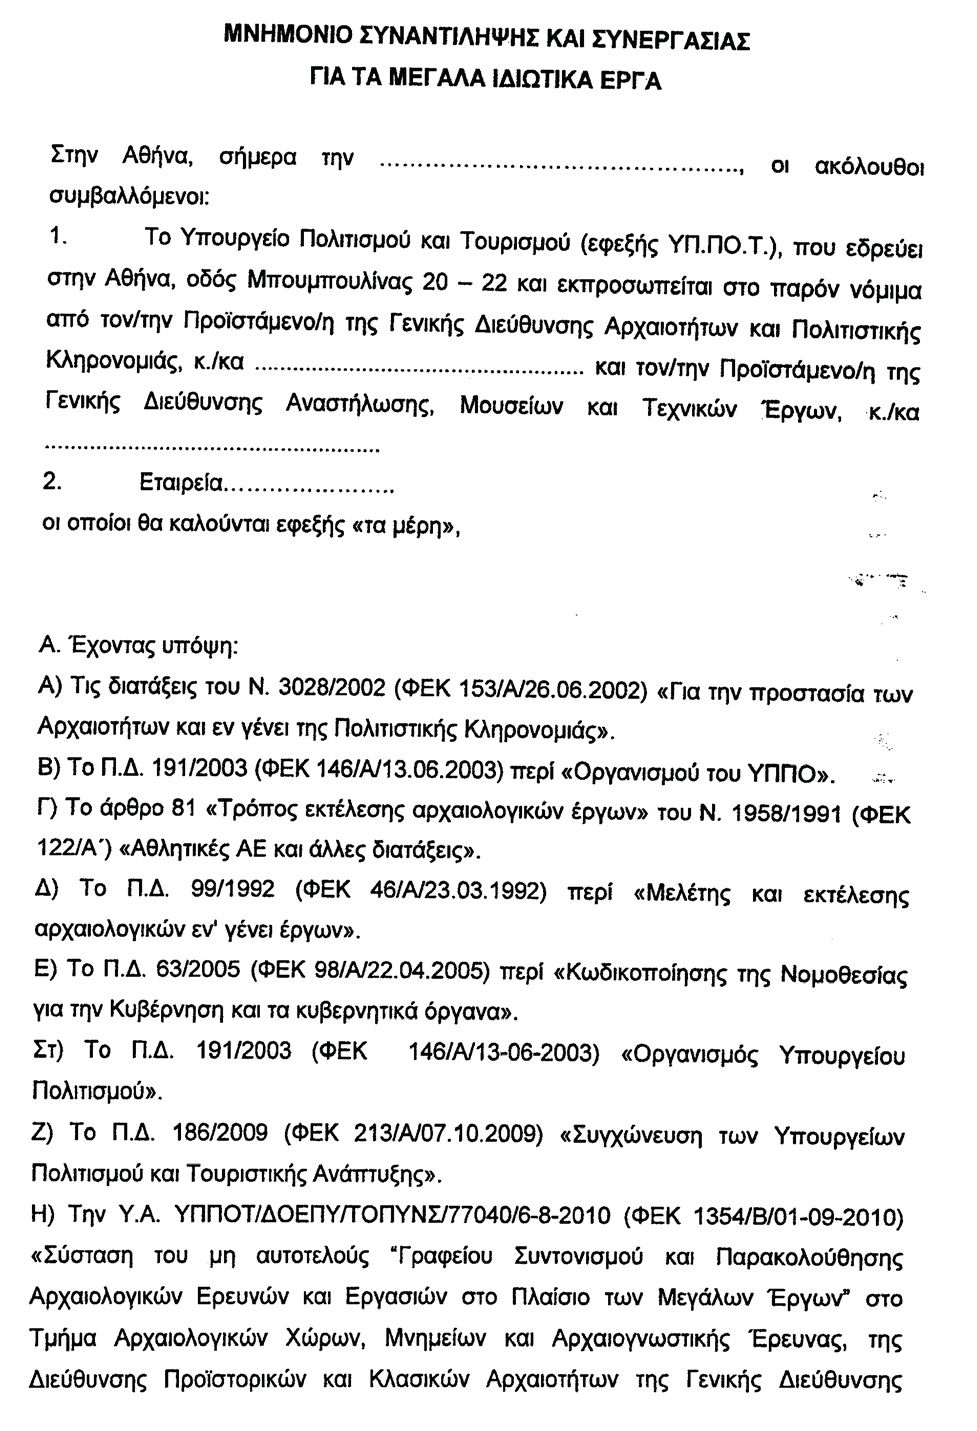 ΜΝΗΜΟΝΙΟ ΣΥΝΑΝΤΙΛΗΨΗΣ ΚΑΙ ΣΥΝΕΡΓΑΣΙΑΣ
ΓΙΑ ΤΑ ΜΕΓΑΛΑ ΙΔΙΩΤΙΚΑ ΕΡΓΑ
Στην Αθήνα, σήμερα την ................................................, οι ακόλουθοι
συμβαλλόμενοι:
1. Το Υπουργείο Πολιτισμού και Τουρισμού (εφεξής ΥΠ.ΠΟ.Τ.), που εδρεύει
στην Αθήνα, οδός Μπουμπουλίνας 20 – 22 και εκπροσωπείται στο παρόν νόμιμα
από τον/την Προϊστάμενο/η της Γενικής Διεύθυνσης Αρχαιοτήτων και Πολιτιστικής
Κληρονομιάς, κ./κα .................................................... και τον/την Προϊστάμενο/η της
Γενικής Διεύθυνσης Αναστήλωσης, Μουσείων και Τεχνικών Έργων, κ./κα
.....................................................
2. Εταιρεία.......................
οι οποίοι θα καλούνται εφεξής «τα μέρη»,
Α. Έχοντας υπόψη:
Α) Τις διατάξεις του Ν. 3028/2002 (ΦΕΚ 153/Α/26.06.2002) «Για την προστασία των
Αρχαιοτήτων και εν γένει της Πολιτιστικής Κληρονομιάς».
Β) Το Π.Δ. 191/2003 (ΦΕΚ 146/Α/13.06.2003) περί «Οργανισμού του ΥΠΠΟ».
Γ) Το άρθρο 81 «Τρόπος εκτέλεσης αρχαιολογικών έργων» του Ν. 1958/1991 (ΦΕΚ
122/Α΄) «Αθλητικές ΑΕ και άλλες διατάξεις».
Δ) Το Π.Δ. 99/1992 (ΦΕΚ 46/Α/23.03.1992) περί «Μελέτης και εκτέλεσης
αρχαιολογικών εν' γένει έργων».
Ε) Το Π.Δ. 63/2005 (ΦΕΚ 98/Α/22.04.2005) περί «Κωδικοποίησης της Νομοθεσίας
για την Κυβέρνηση και τα κυβερνητικά όργανα».
Στ) Το Π.Δ. 191/2003 (ΦΕΚ 146/Α/13-06-2003) «Οργανισμός Υπουργείου
Πολιτισμού».
Ζ) Το Π.Δ. 186/2009 (ΦΕΚ 213/Α/07.10.2009) «Συγχώνευση των Υπουργείων
Πολιτισμού και Τουριστικής Ανάπτυξης».
Η) Την Υ.Α. ΥΠΠΟΤ/ΔΟΕΠΥ/ΤΟΠΥΝΣ/77040/6-8-2010 (ΦΕΚ 1354/Β/01-09-2010)
«Σύσταση του μη αυτοτελούς "Γραφείου Συντονισμού και Παρακολούθησης
Αρχαιολογικών Ερευνών και Εργασιών στο Πλαίσιο των Μεγάλων Έργων" στο
Τμήμα Αρχαιολογικών Χώρων, Μνημείων και Αρχαιογνωστικής Έρευνας, της
Διεύθυνσης Προϊστορικών και Κλασικών Αρχαιοτήτων της Γενικής Διεύθυνσης